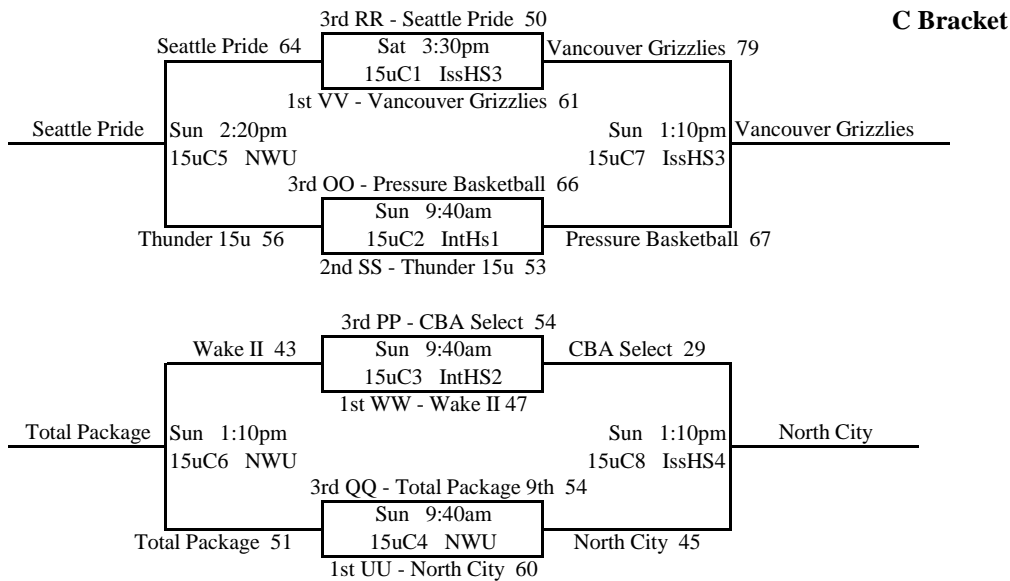 3rd RR - Seattle Pride 50
C Bracket
Seattle Pride 64
Sat 3:30pm
Vancouver Grizzlies 79
15uC1 IssHS3
1st VV - Vancouver Grizzlies 61
Seattle Pride
Sun 2:20pm
Sun 1:10pm
Vancouver Grizzlies
15uC5 NWU
15uC7 IssHS3
3rd OO - Pressure Basketball 66
Sun 9:40am
Thunder 15u 56
15uC2 IntHs1
Pressure Basketball 67
2nd SS - Thunder 15u 53
3rd PP - CBA Select 54
Wake II 43
Sun 9:40am
CBA Select 29
15uC3 IntHS2
1st WW - Wake II 47
Total Package
Sun 1:10pm
Sun 1:10pm
North City
15uC6 NWU
15uC8 IssHS4
3rd QQ - Total Package 9th 54
Sun 9:40am
Total Package 51
15uC4 NWU
North City 45
1st UU - North City 60